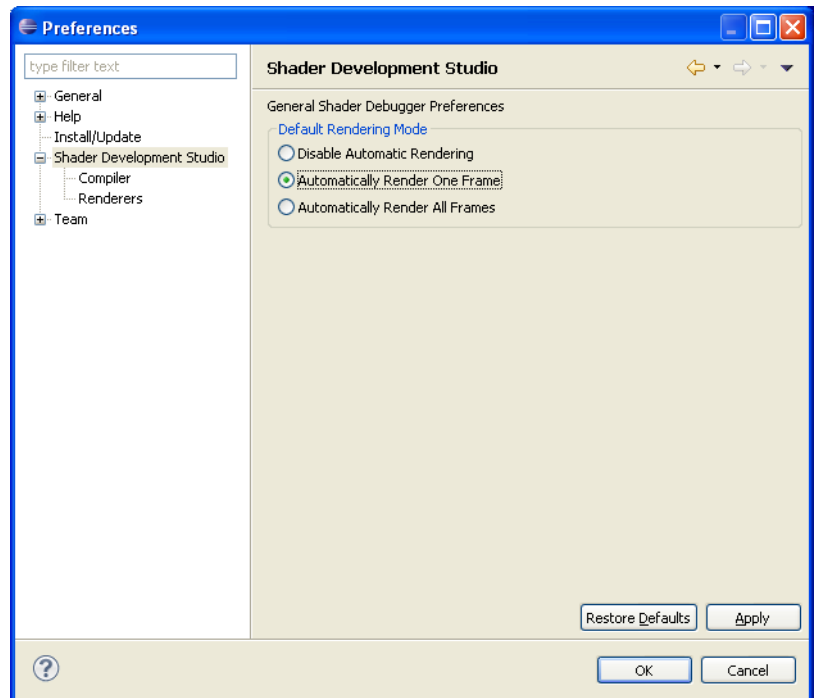 Preferences
type filter text
General
Help
Install/Update
Shader Development Studio
Compiler
Renderers
Team
Shader Development Studio
General Shader Debugger Preferences
Default Rendering Mode
Disable Automatic Rendering
Automatically Render One Frame
Automatically Render All Frames
Restore Defaults
Apply
?
OK
Cancel